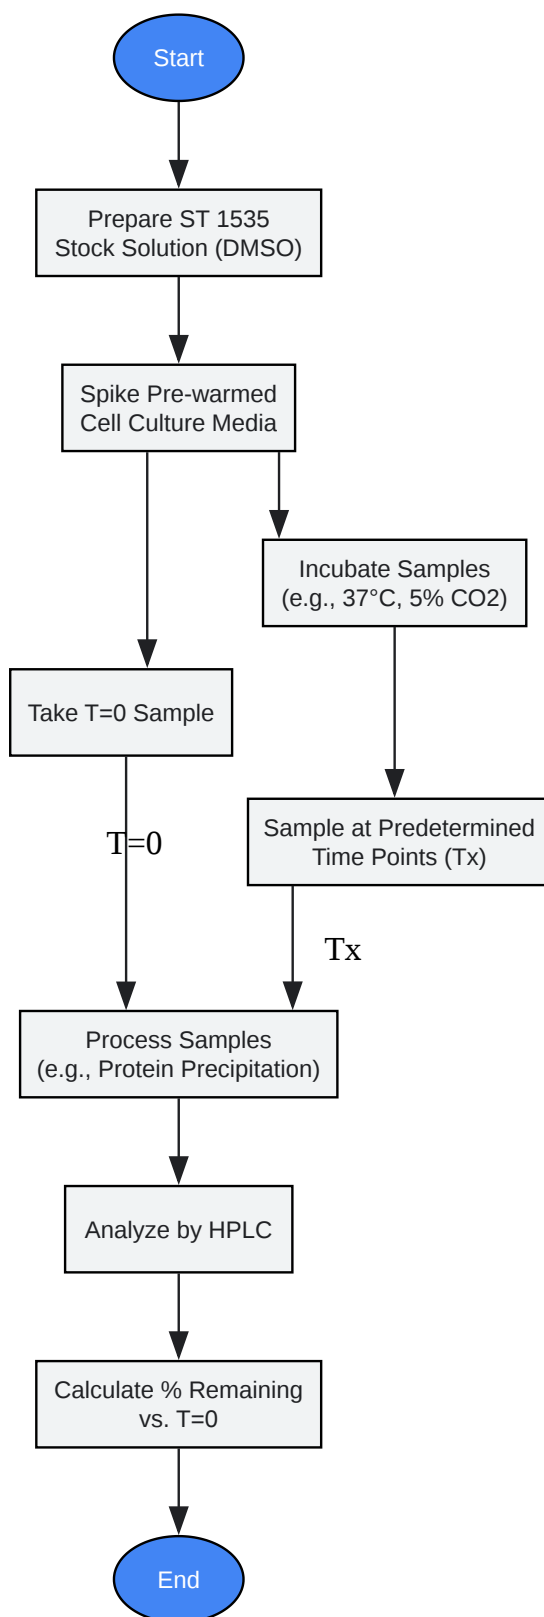 Start
Prepare ST 1535
Stock Solution (DMSO)
Spike Pre-warmed
Cell Culture Media
Incubate Samples
(e.g., 37°C, 5% CO2)
Take T=0 Sample
Sample at Predetermined
Time Points (Tx)
T=0
Tx
Process Samples
(e.g., Protein Precipitation)
Analyze by HPLC
Calculate % Remaining
vs. T=0
End